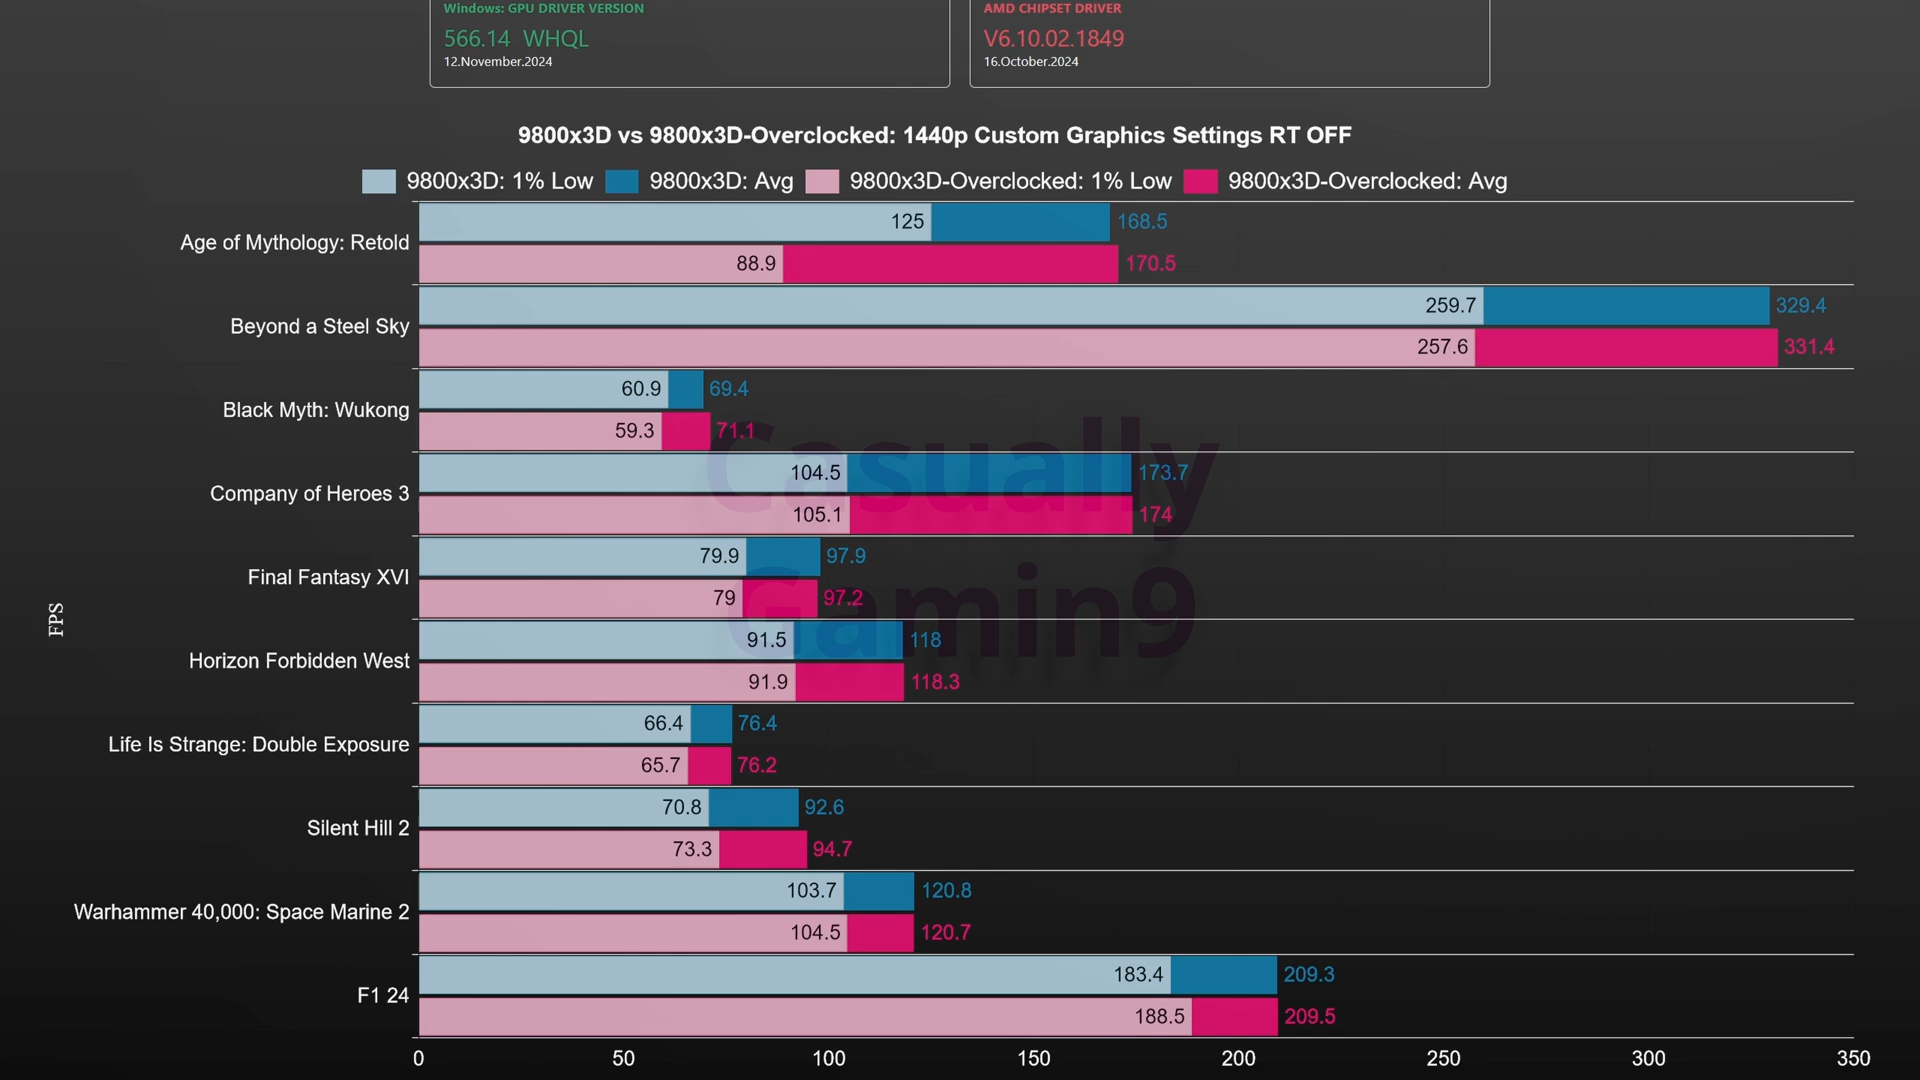 Windows: GPU DRIVER VERSION
566.14 WHQL
12.November.2024
AMD CHIPSET DRIVER
V6.10.02.1849
16.October.2024
9800x3D vs 9800x3D-Overclocked: 1440p Custom Graphics Settings RT OFF
9800x3D: 1% Low 9800x3D: Avg 9800x3D-Overclocked: 1% Low 9800x3D-Overclocked: Avg
Age of Mythology: Retold
125 168.5
88.9 170.5
Beyond a Steel Sky
259.7 329.4
257.6 331.4
Black Myth: Wukong
60.9 69.4
59.3 71.1
Company of Heroes 3
104.5 173.7
105.1 174
Final Fantasy XVI
79.9 97.9
79 97.2
Horizon Forbidden West
91.5 118
91.9 118.3
Life Is Strange: Double Exposure
66.4 76.4
65.7 76.2
Silent Hill 2
70.8 92.6
73.3 94.7
Warhammer 40,000: Space Marine 2
103.7 120.8
104.5 120.7
F1 24
183.4 209.3
188.5 209.5
0 50 100 150 200 250 300 350
FPS
Casually
Gamin9